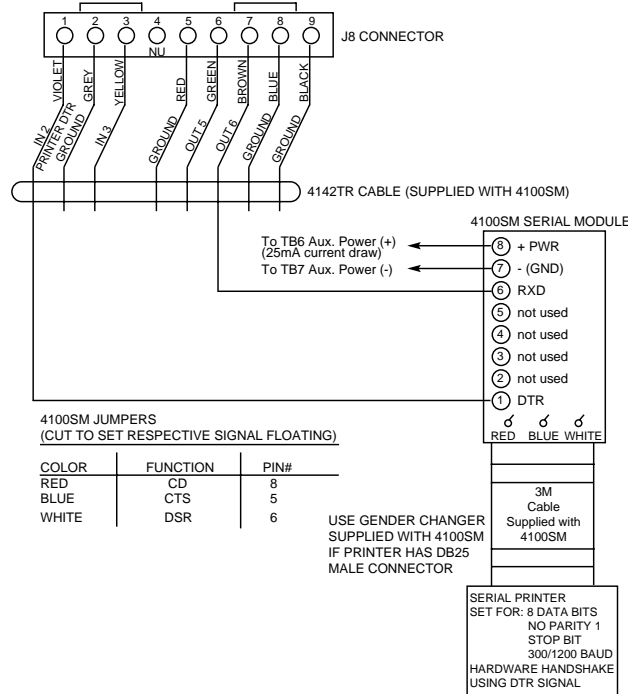 1 2 3 4 5 6 7 8 9
NU
J8 CONNECTOR
VIOLET
GREY
YELLOW
RED
GREEN
BROWN
BLUE
BLACK
IN 2
PRINTER DTR
GROUND
IN 3
GROUND
OUT 5
OUT 6
GROUND
GROUND
4142TR CABLE (SUPPLIED WITH 4100SM)
4100SM SERIAL MODULE
To TB6 Aux. Power (+)
(25mA current draw)
To TB7 Aux. Power (-)
8 + PWR
7 - (GND)
6 RXD
5 not used
4 not used
3 not used
2 not used
1 DTR
RED BLUE WHITE
4100SM JUMPERS
(CUT TO SET RESPECTIVE SIGNAL FLOATING)
COLOR FUNCTION PIN#
RED CD 8
BLUE CTS 5
WHITE DSR 6
3M
Cable
Supplied with
4100SM
USE GENDER CHANGER
SUPPLIED WITH 4100SM
IF PRINTER HAS DB25
MALE CONNECTOR
SERIAL PRINTER
SET FOR: 8 DATA BITS
NO PARITY 1
STOP BIT
300/1200 BAUD
HARDWARE HANDSHAKE
USING DTR SIGNAL